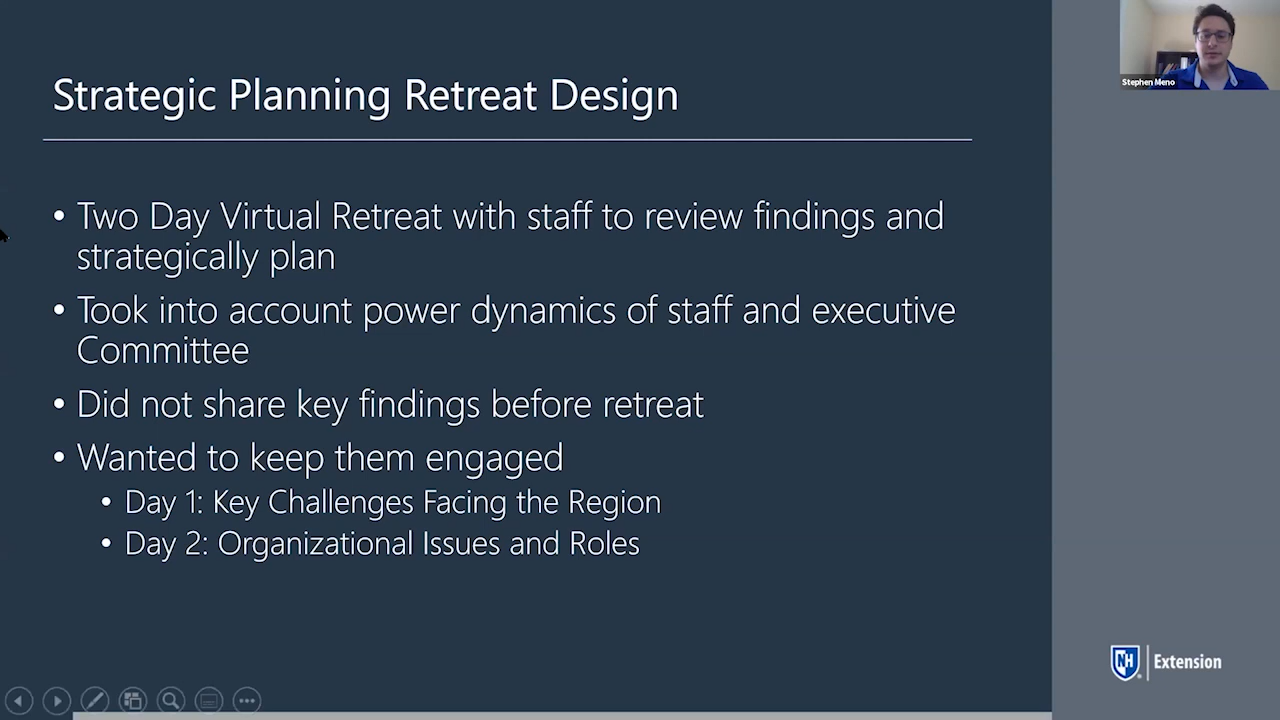 Strategic Planning Retreat Design
Stephen Meno
• Two Day Virtual Retreat with staff to review findings and
strategically plan
• Took into account power dynamics of staff and executive
Committee
• Did not share key findings before retreat
• Wanted to keep them engaged
• Day 1: Key Challenges Facing the Region
• Day 2: Organizational Issues and Roles
NH Extension